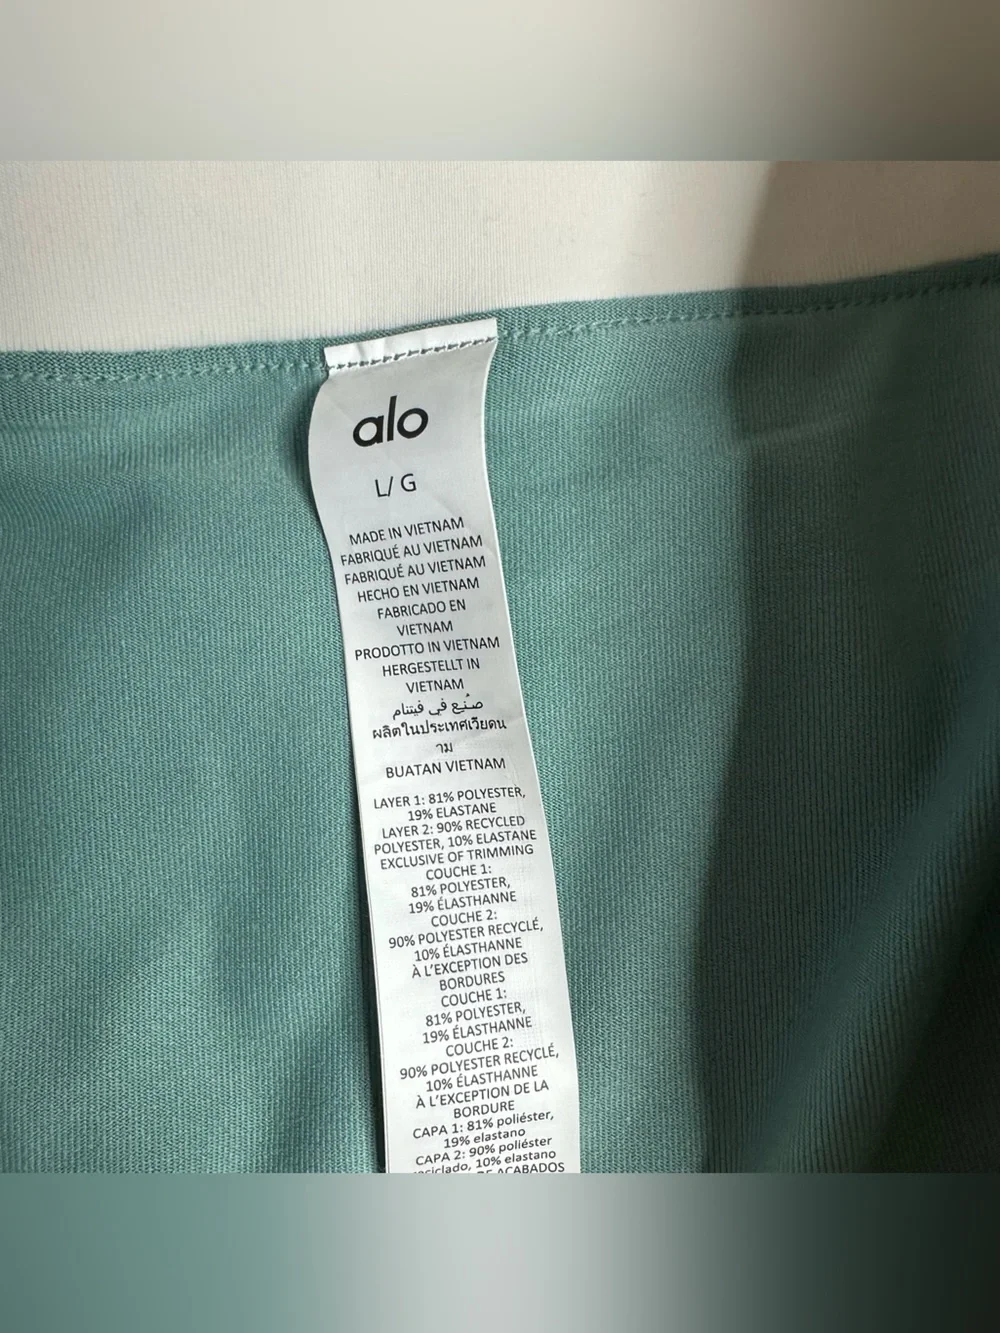 alo
L/ G
MADE IN VIETNAM
FABRIQUÉ AU VIETNAM
FABRIQUÉ AU VIETNAM
HECHO EN VIETNAM
FABRICADO EN
VIETNAM
PRODOTTO IN VIETNAM
HERGESTELLT IN
VIETNAM
صُنِع في فيتنام
ผลิตในประเทศเวียดน
าม
BUATAN VIETNAM
LAYER 1: 81% POLYESTER,
19% ELASTANE
LAYER 2: 90% RECYCLED
POLYESTER, 10% ELASTANE
EXCLUSIVE OF TRIMMING
COUCHE 1:
81% POLYESTER,
19% ÉLASTHANNE
COUCHE 2:
90% POLYESTER RECYCLÉ,
10% ÉLASTHANNE
À L'EXCEPTION DES
BORDURES
COUCHE 1:
81% POLYESTER,
19% ÉLASTHANNE
COUCHE 2:
90% POLYESTER RECYCLÉ,
10% ÉLASTHANNE
À L'EXCEPTION DE LA
BORDURE
CAPA 1: 81% poliéster,
19% elastano
CAPA 2: 90% poliéster
10% elastano
ACABADOS